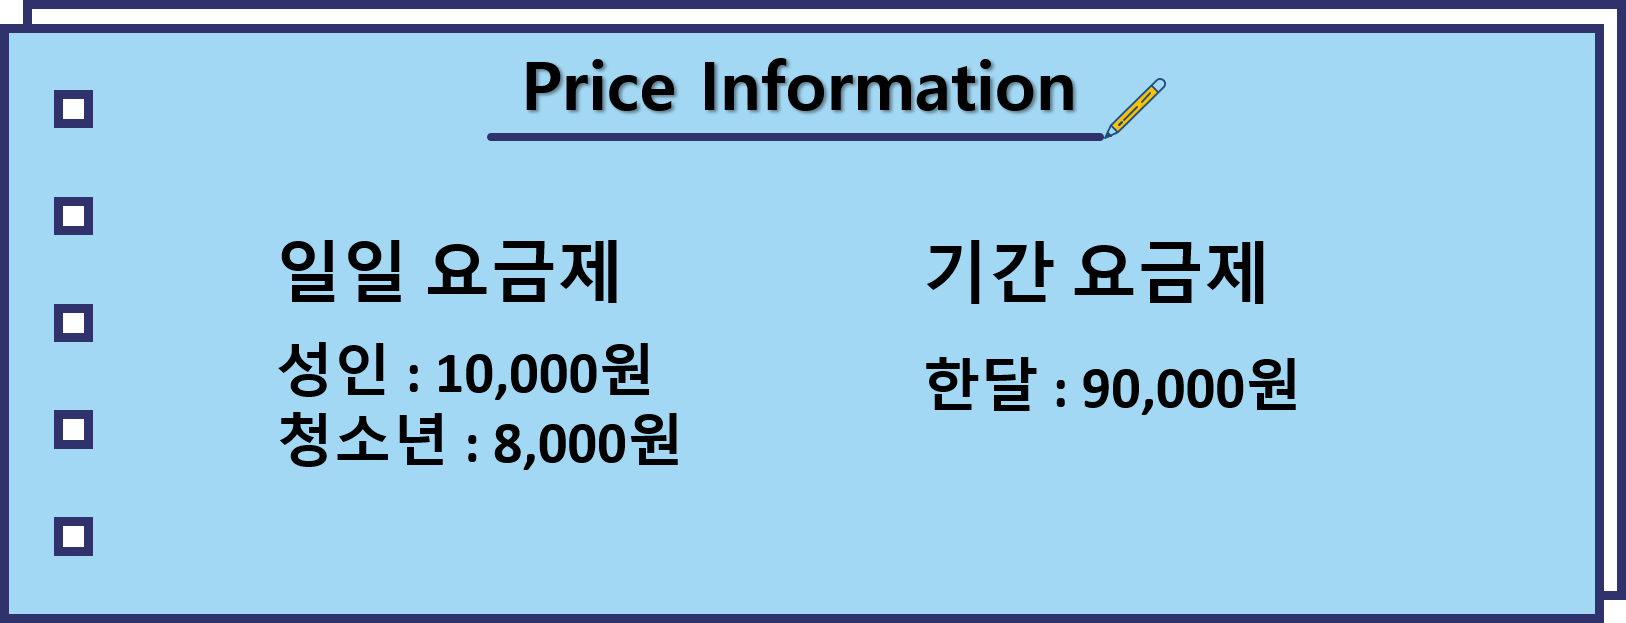 Price Information
일일 요금제
성인 : 10,000원
청소년 : 8,000원
기간 요금제
한달 : 90,000원